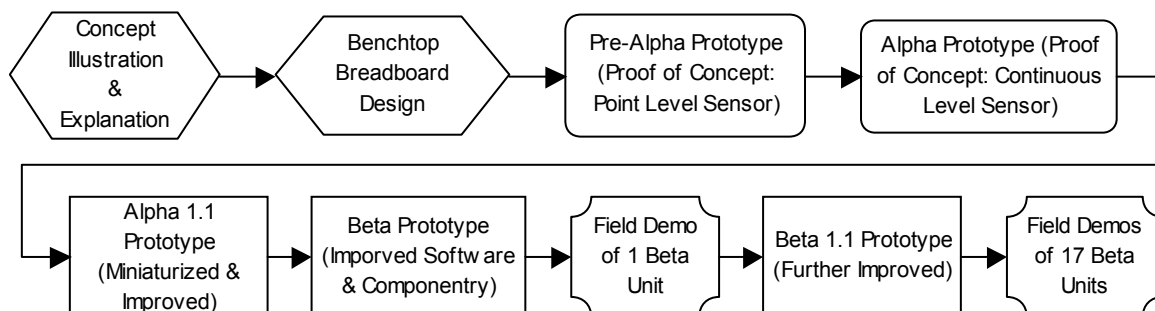 Concept
Illustration
&
Explanation
Benchtop
Breadboard
Design
Pre-Alpha Prototype
(Proof of Concept:
Point Level Sensor)
Alpha Prototype (Proof
of Concept: Continuous
Level Sensor)
Alpha 1.1
Prototype
(Miniaturized &
Improved)
Beta Prototype
(Imporved Software
& Componentry)
Field Demo
of 1 Beta
Unit
Beta 1.1 Prototype
(Further Improved)
Field Demos
of 17 Beta
Units